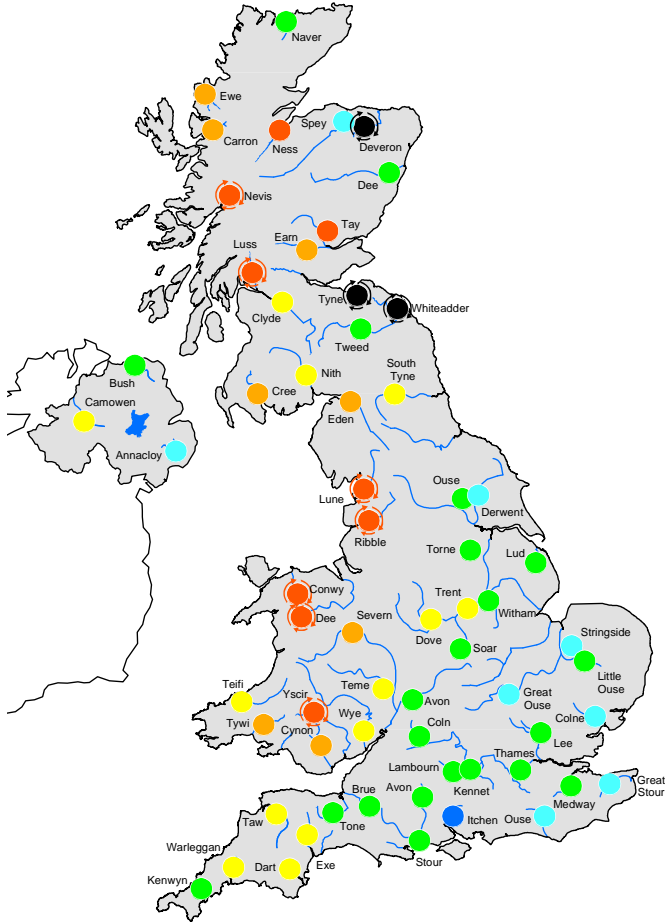 Naver
Ewe
Spey
Carron
Ness
Deveron
Dee
Nevis
Tay
Earn
Luss
Tyne
Whiteadder
Clyde
Tweed
South
Tyne
Nith
Bush
Cree
Camowen
Eden
Annacloy
Ouse
Lune
Derwent
Ribble
Torne
Lud
Conwy
Trent
Severn
Dee
Witham
Stringside
Dove
Soar
Little
Ouse
Teifi
Yscir
Teme
Great
Ouse
Avon
Colne
Tywi
Wye
Coln
Cynon
Lee
Thames
Lambourn
Great
Stour
Kennet
Brue
Avon
Medway
Taw
Tone
Itchen
Ouse
Warleggan
Stour
Dart
Exe
Kenwyn